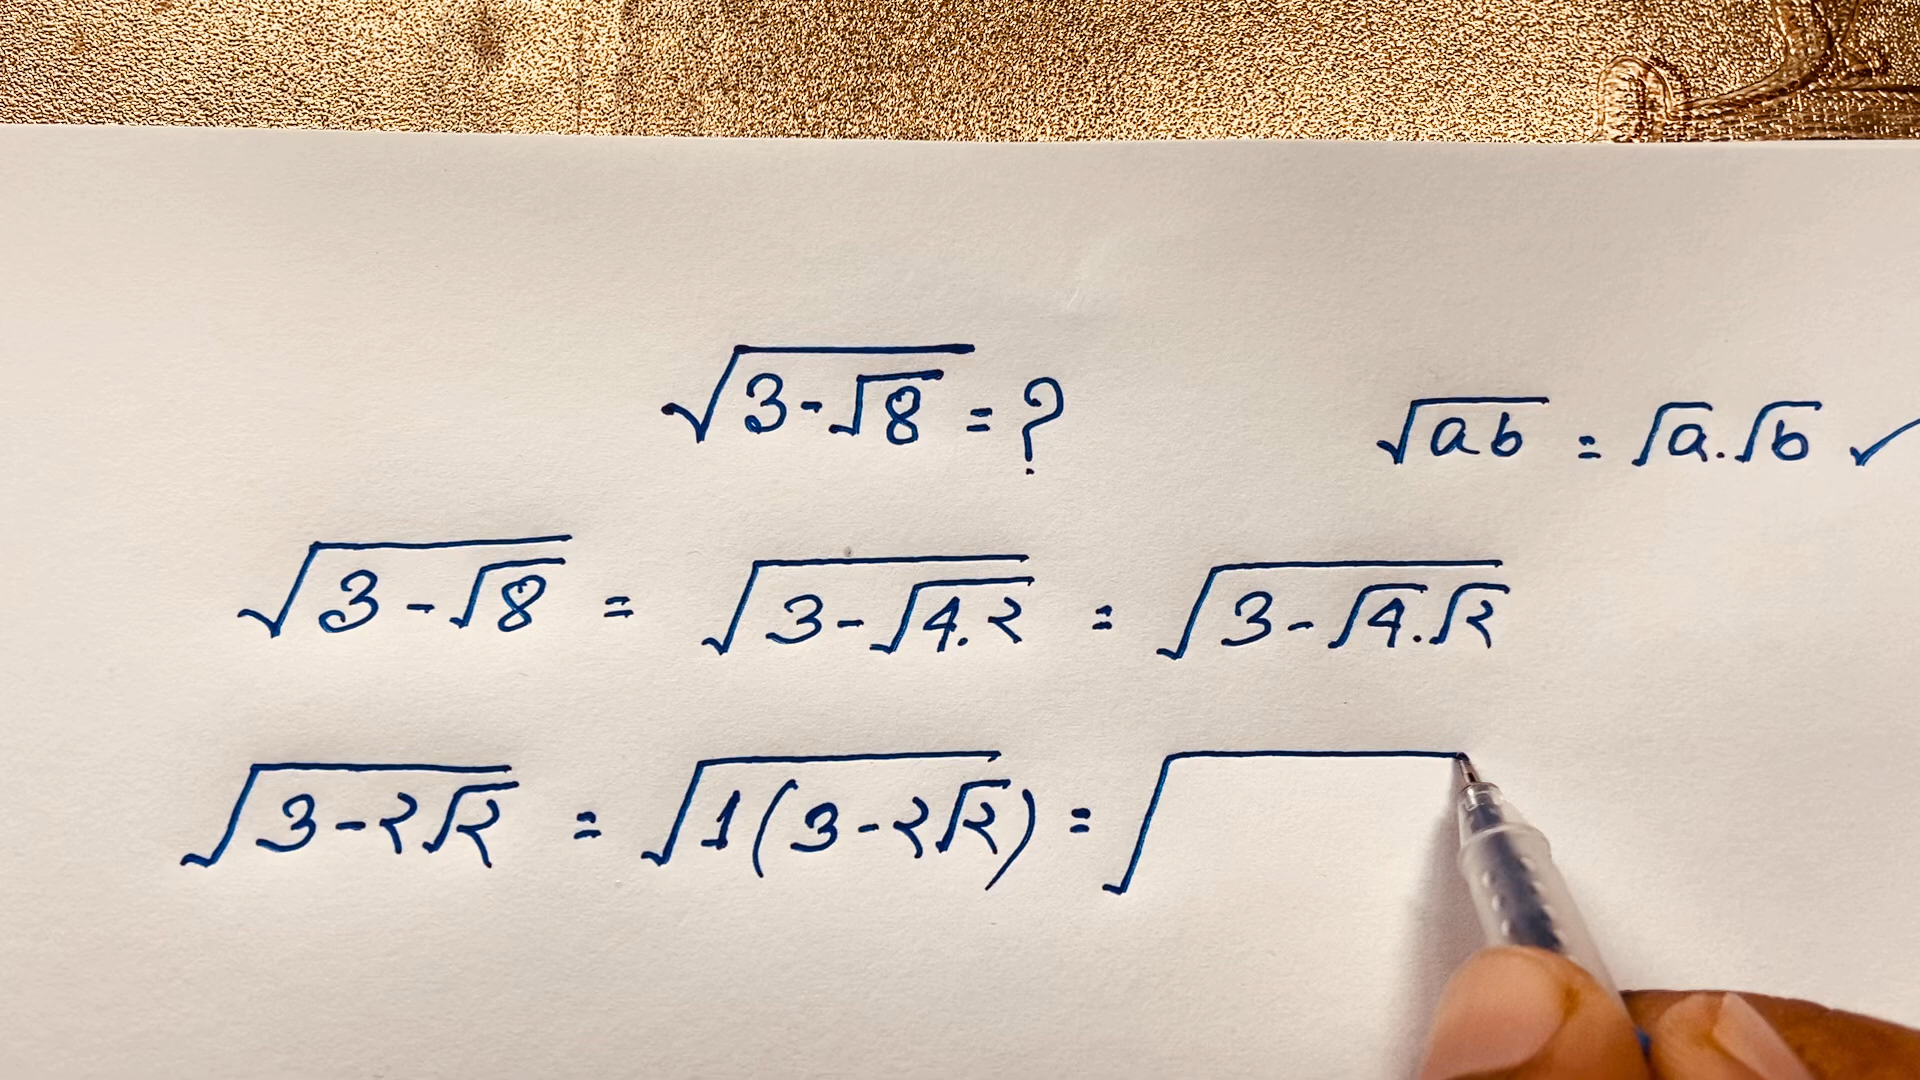 √(3-√8) = ?
√(ab) = √a.√b ✓
√(3-√8) = √(3-√(4.2)) = √(3-√4.√2)
√(3-2√2) = √(1(3-2√2)) = √